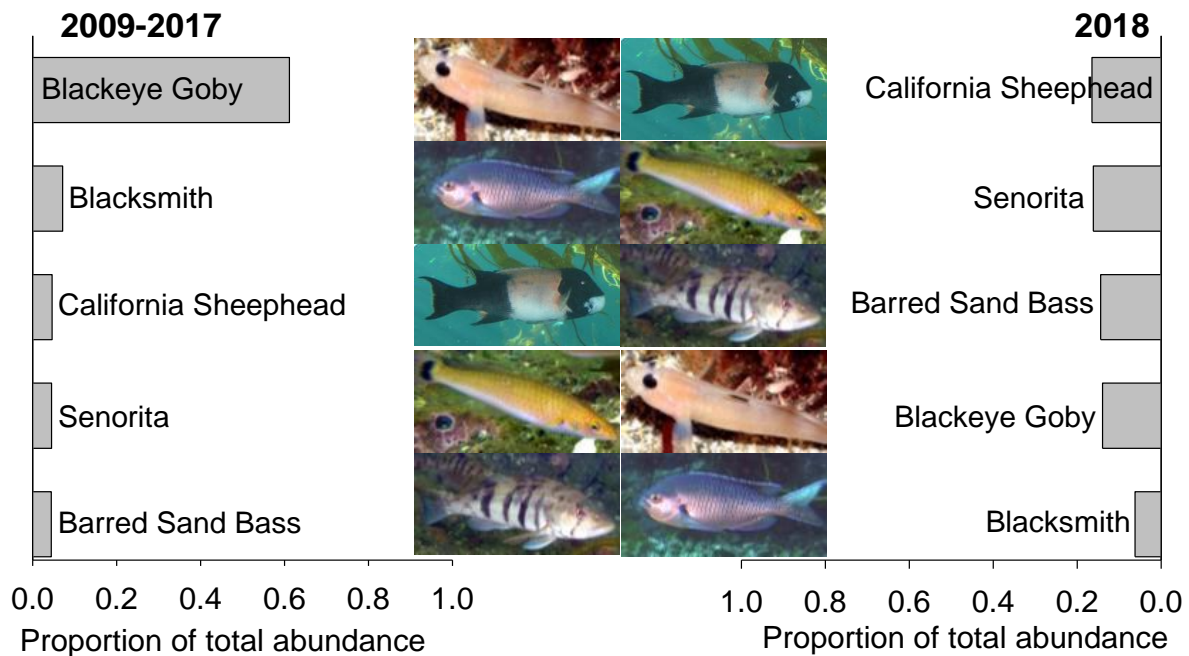 2009-2017
Blackeye Goby
Blacksmith
California Sheephead
Senorita
Barred Sand Bass
0.0 0.2 0.4 0.6 0.8 1.0
Proportion of total abundance
2018
California Sheephead
Senorita
Barred Sand Bass
Blackeye Goby
Blacksmith
1.0 0.8 0.6 0.4 0.2 0.0
Proportion of total abundance